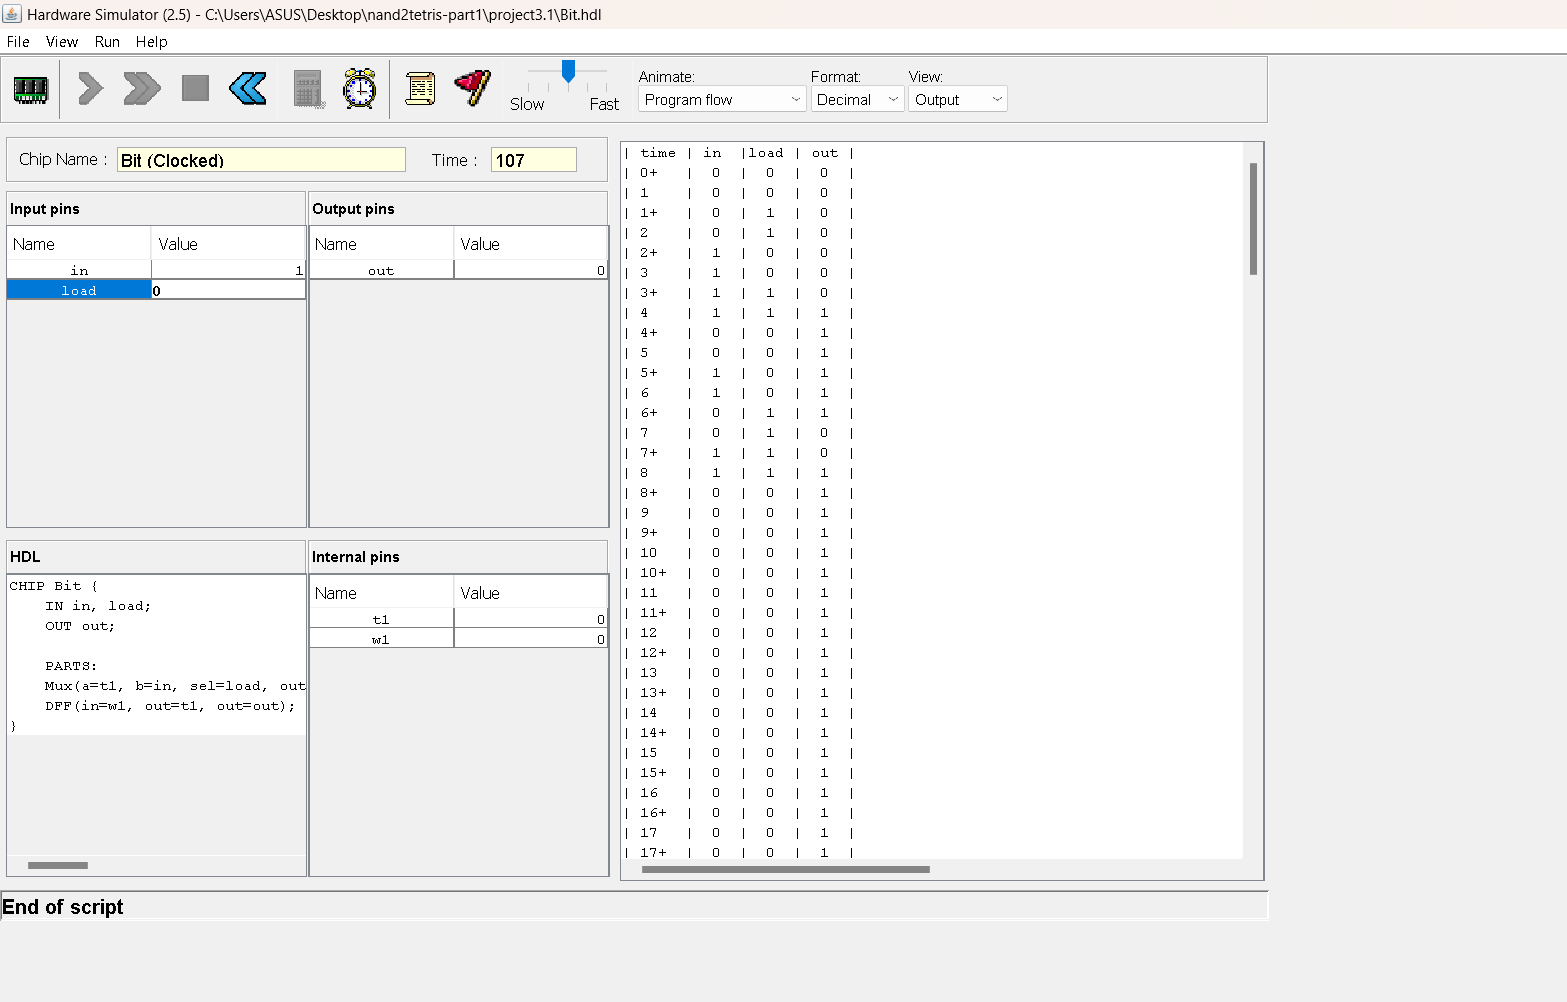 Hardware Simulator (2.5) - C:\Users\ASUS\Desktop\nand2tetris-part1\project3.1\Bit.hdl
File View Run Help
Slow Fast
Animate: Format: View:
Program flow Decimal Output
Chip Name : Bit (Clocked) Time : 107
Input pins
Name Value
in 1
load 0
Output pins
Name Value
out 0
HDL
CHIP Bit {
IN in, load;
OUT out;
PARTS:
Mux(a=t1, b=in, sel=load, out
DFF(in=w1, out=t1, out=out);
}
Internal pins
Name Value
t1 0
w1 0
| time | in |load | out |
| 0+ | 0 | 0 | 0 |
| 1 | 0 | 0 | 0 |
| 1+ | 0 | 1 | 0 |
| 2 | 0 | 1 | 0 |
| 2+ | 1 | 0 | 0 |
| 3 | 1 | 0 | 0 |
| 3+ | 1 | 1 | 0 |
| 4 | 1 | 1 | 1 |
| 4+ | 0 | 0 | 1 |
| 5 | 0 | 0 | 1 |
| 5+ | 1 | 0 | 1 |
| 6 | 1 | 0 | 1 |
| 6+ | 0 | 1 | 1 |
| 7 | 0 | 1 | 0 |
| 7+ | 1 | 1 | 0 |
| 8 | 1 | 1 | 1 |
| 8+ | 0 | 0 | 1 |
| 9 | 0 | 0 | 1 |
| 9+ | 0 | 0 | 1 |
| 10 | 0 | 0 | 1 |
| 10+ | 0 | 0 | 1 |
| 11 | 0 | 0 | 1 |
| 11+ | 0 | 0 | 1 |
| 12 | 0 | 0 | 1 |
| 12+ | 0 | 0 | 1 |
| 13 | 0 | 0 | 1 |
| 13+ | 0 | 0 | 1 |
| 14 | 0 | 0 | 1 |
| 14+ | 0 | 0 | 1 |
| 15 | 0 | 0 | 1 |
| 15+ | 0 | 0 | 1 |
| 16 | 0 | 0 | 1 |
| 16+ | 0 | 0 | 1 |
| 17 | 0 | 0 | 1 |
| 17+ | 0 | 0 | 1 |
End of script